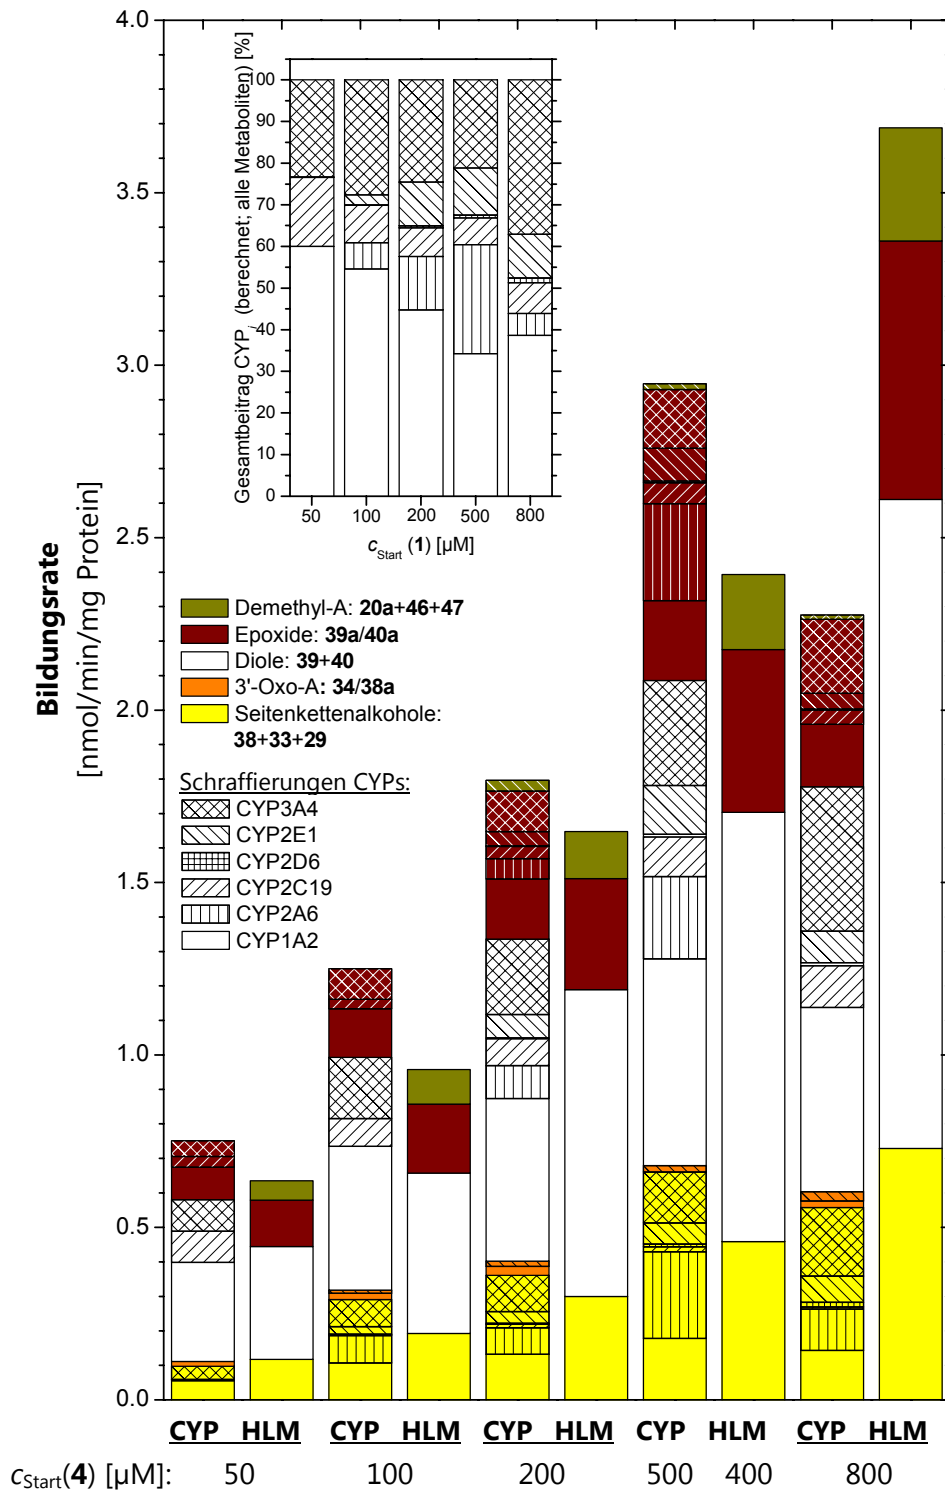 4.0
3.5
3.0
2.5
2.0
1.5
1.0
0.5
0.0
Bildungsrate
[nmol/min/mg Protein]
Gesamtbeitrag CYPi (berechnet; alle Metaboliten) [%]
100
90
80
70
60
50
40
30
20
10
0
50 100 200 500 800
cStart (1) [µM]
Demethyl-A: 20a+46+47
Epoxide: 39a/40a
Diole: 39+40
3'-Oxo-A: 34/38a
Seitenkettenalkohole:
38+33+29
Schraffierungen CYPs:
CYP3A4
CYP2E1
CYP2D6
CYP2C19
CYP2A6
CYP1A2
CYP HLM CYP HLM CYP HLM CYP HLM CYP HLM
cStart(4) [µM]: 50 100 200 500 400 800